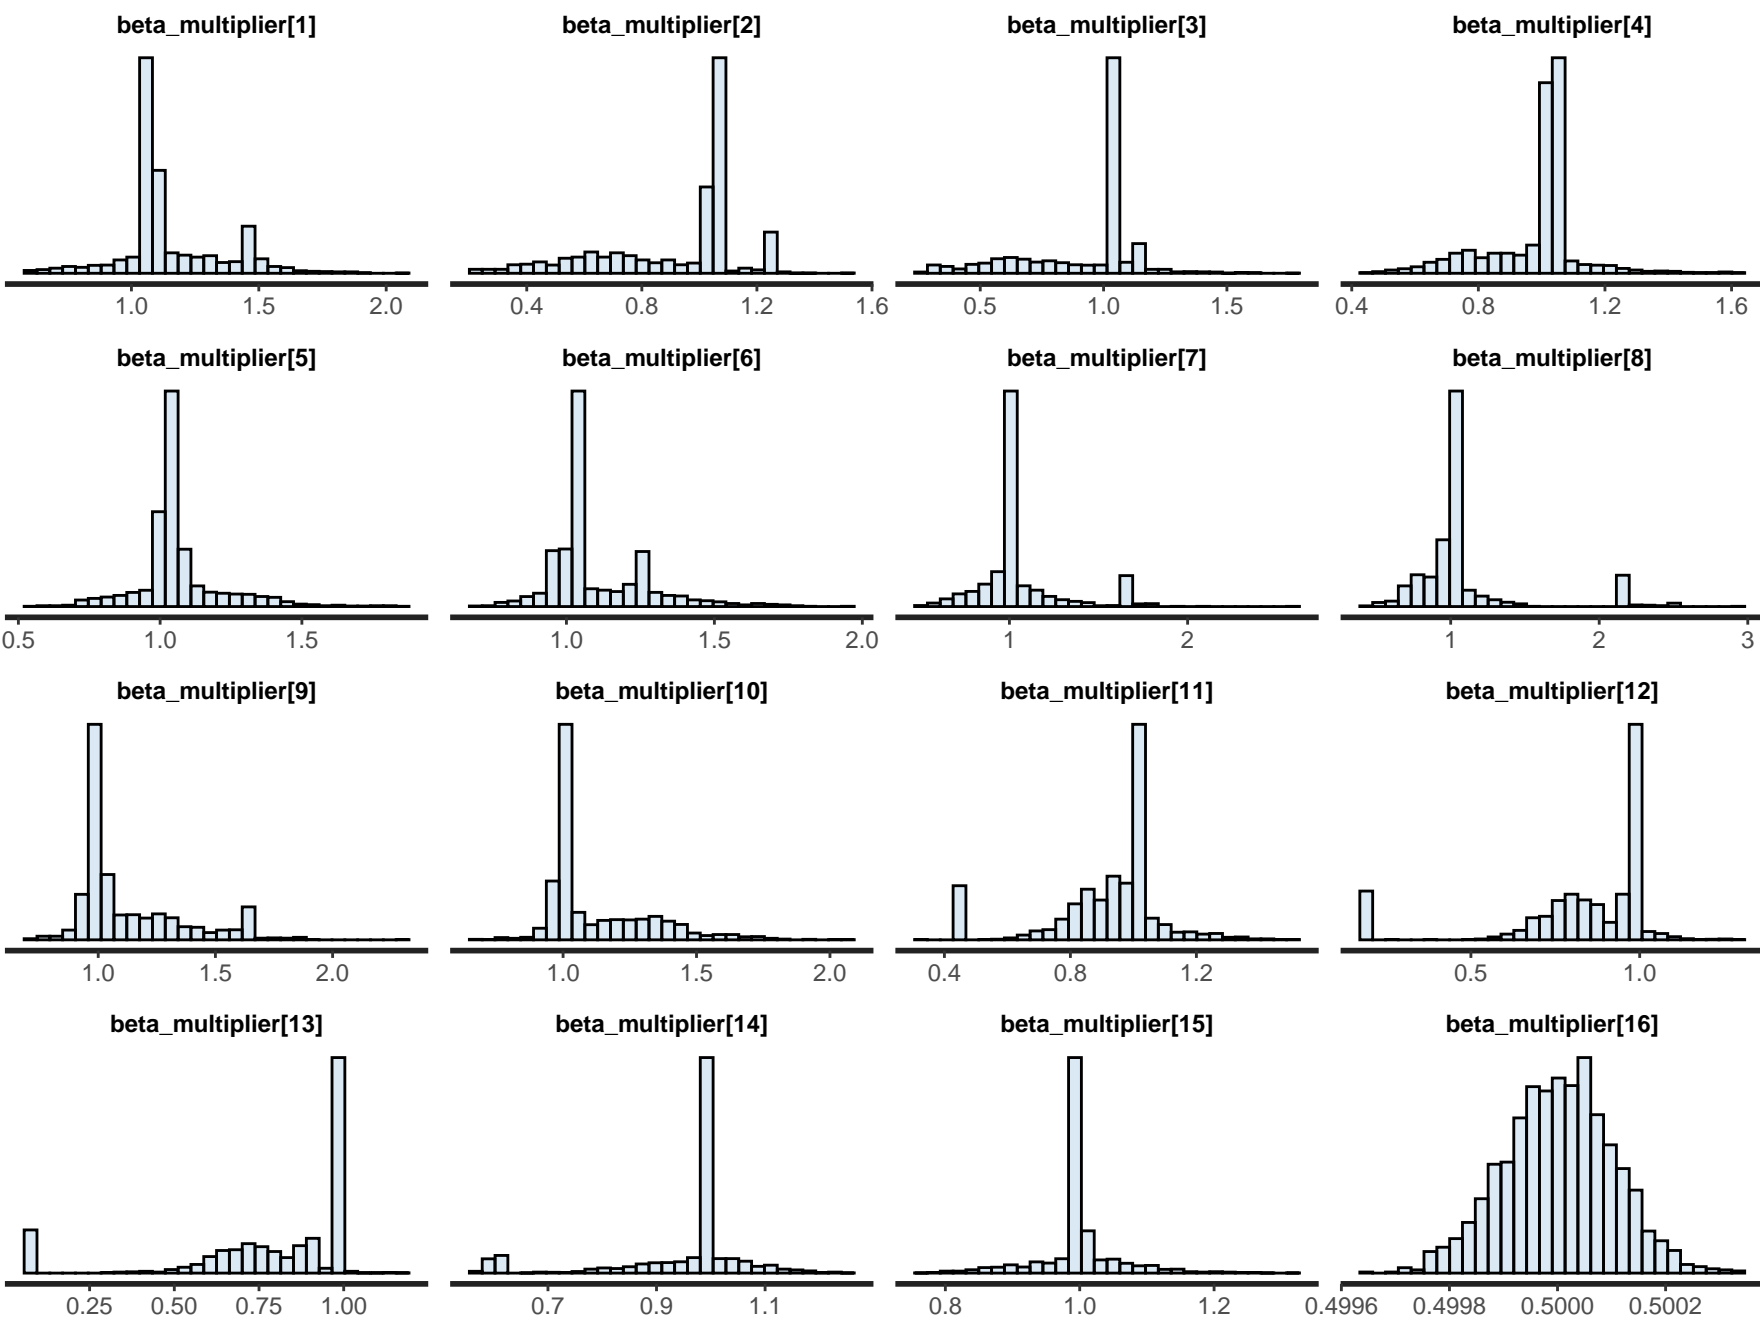 beta_multiplier[1] beta_multiplier[2] beta_multiplier[3] beta_multiplier[4]
1.0 1.5 2.0 0.4 0.8 1.2 1.6 0.5 1.0 1.5 0.4 0.8 1.2 1.6
beta_multiplier[5] beta_multiplier[6] beta_multiplier[7] beta_multiplier[8]
0.5 1.0 1.5 1.0 1.5 2.0 1 2 1 2 3
beta_multiplier[9] beta_multiplier[10] beta_multiplier[11] beta_multiplier[12]
1.0 1.5 2.0 1.0 1.5 2.0 0.4 0.8 1.2 0.5 1.0
beta_multiplier[13] beta_multiplier[14] beta_multiplier[15] beta_multiplier[16]
0.25 0.50 0.75 1.00 0.7 0.9 1.1 0.8 1.0 1.2 0.4996 0.4998 0.5000 0.5002